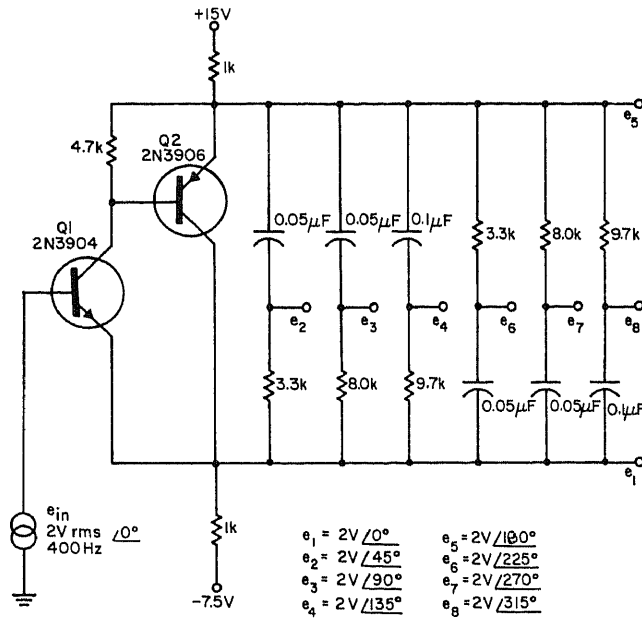 +15V
1k
e5
4.7k
Q2
2N3906
Q1
2N3904
0.05μF
0.05μF
0.1μF
3.3k
8.0k
9.7k
e2
e3
e4
e6
e7
e8
3.3k
8.0k
9.7k
0.05μF
0.05μF
0.1μF
e1
ein
2V rms /0°
400Hz
1k
-7.5V
e1 = 2V /0°
e2 = 2V /45°
e3 = 2V /90°
e4 = 2V /135°
e5 = 2V /180°
e6 = 2V /225°
e7 = 2V /270°
e8 = 2V /315°